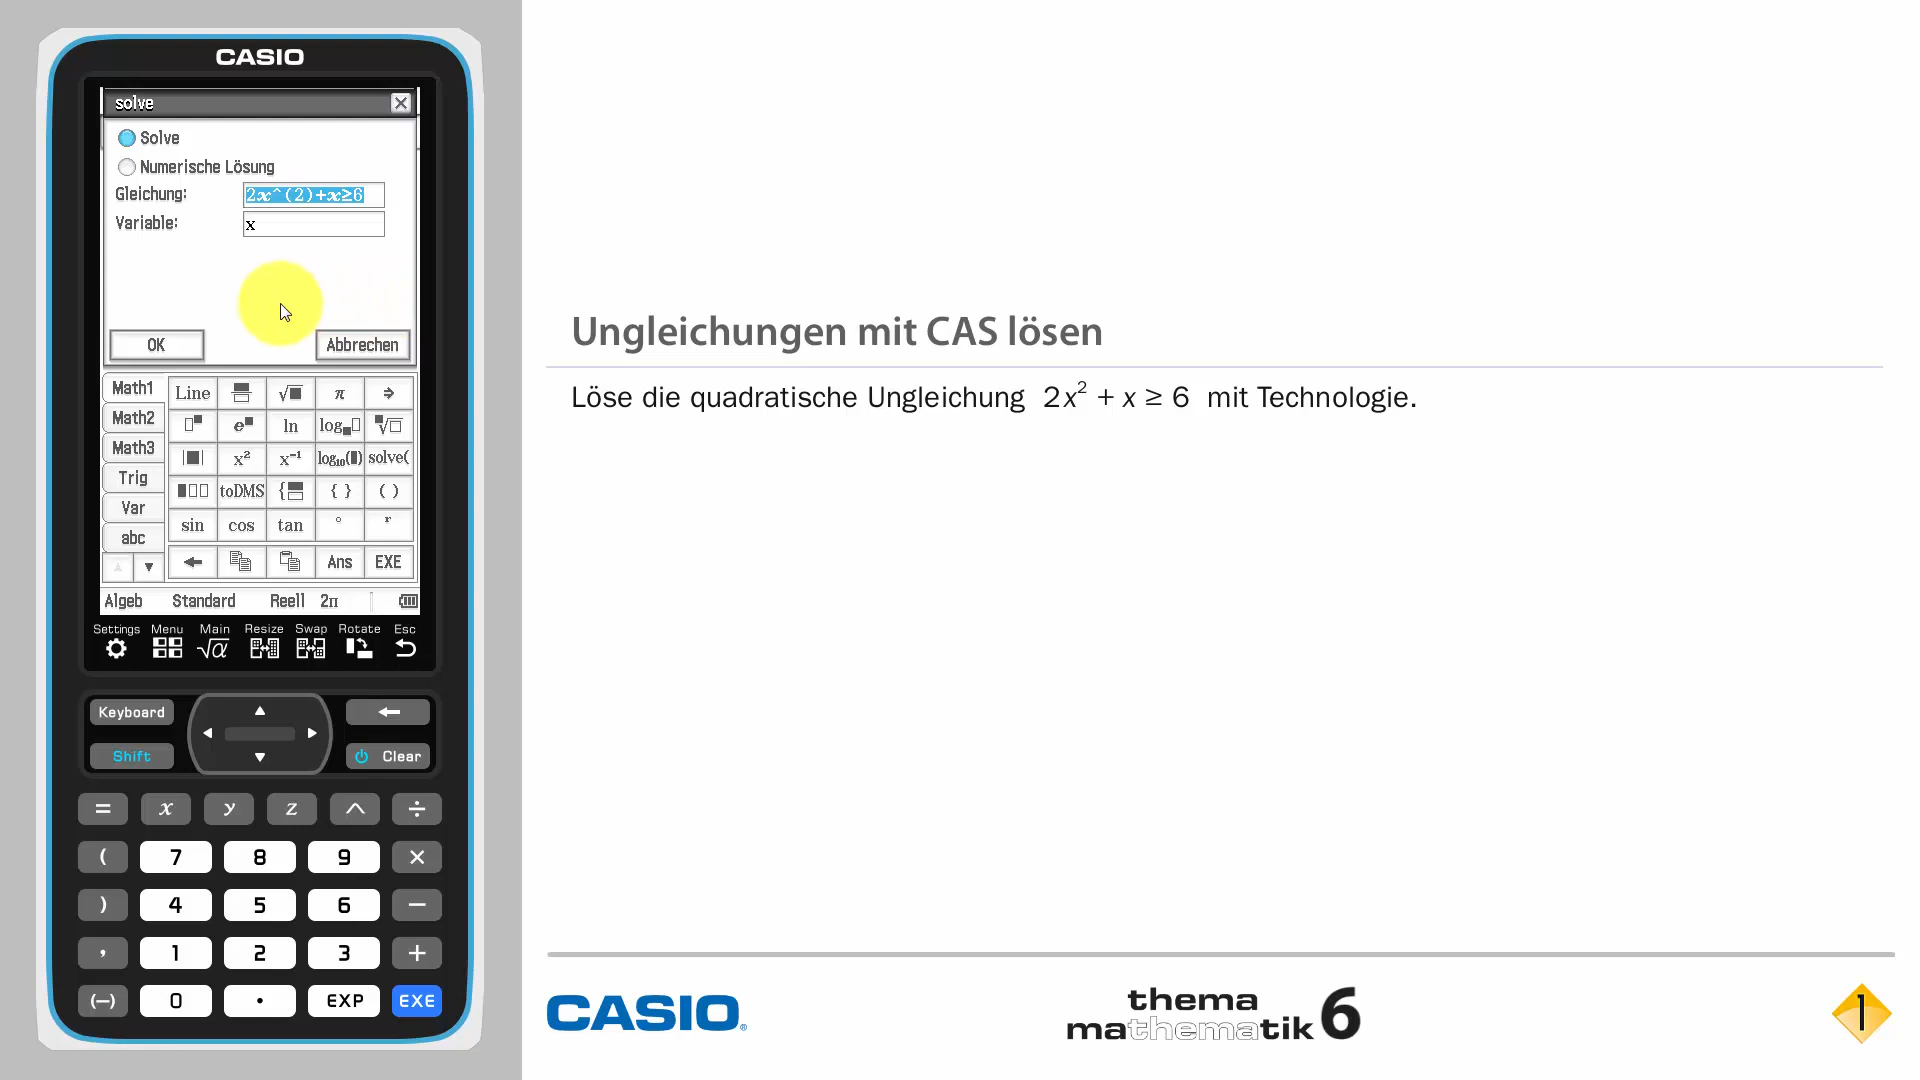 CASIO
solve
Solve
Numerische Lösung
Gleichung: 2x^(2)+x≥6
Variable: x
OK Abbrechen
Math1 Line √■ π ⇒
Math2 e■ ln log■□ ■√□
Math3 |■| x² x⁻¹ log₁₀(■) solve(
Trig ■□□ toDMS { } ( )
Var sin cos tan ° r
abc
▲ ▼ ← Ans EXE
Algeb Standard Reell 2π
Settings Menu Main Resize Swap Rotate Esc
√α
Keyboard ←
Shift Clear
= x y z ^ ÷
( 7 8 9 ×
) 4 5 6 −
, 1 2 3 +
(−) 0 • EXP EXE
Ungleichungen mit CAS lösen
Löse die quadratische Ungleichung 2x² + x ≥ 6 mit Technologie.
CASIO®
thema
mathematik 6
1